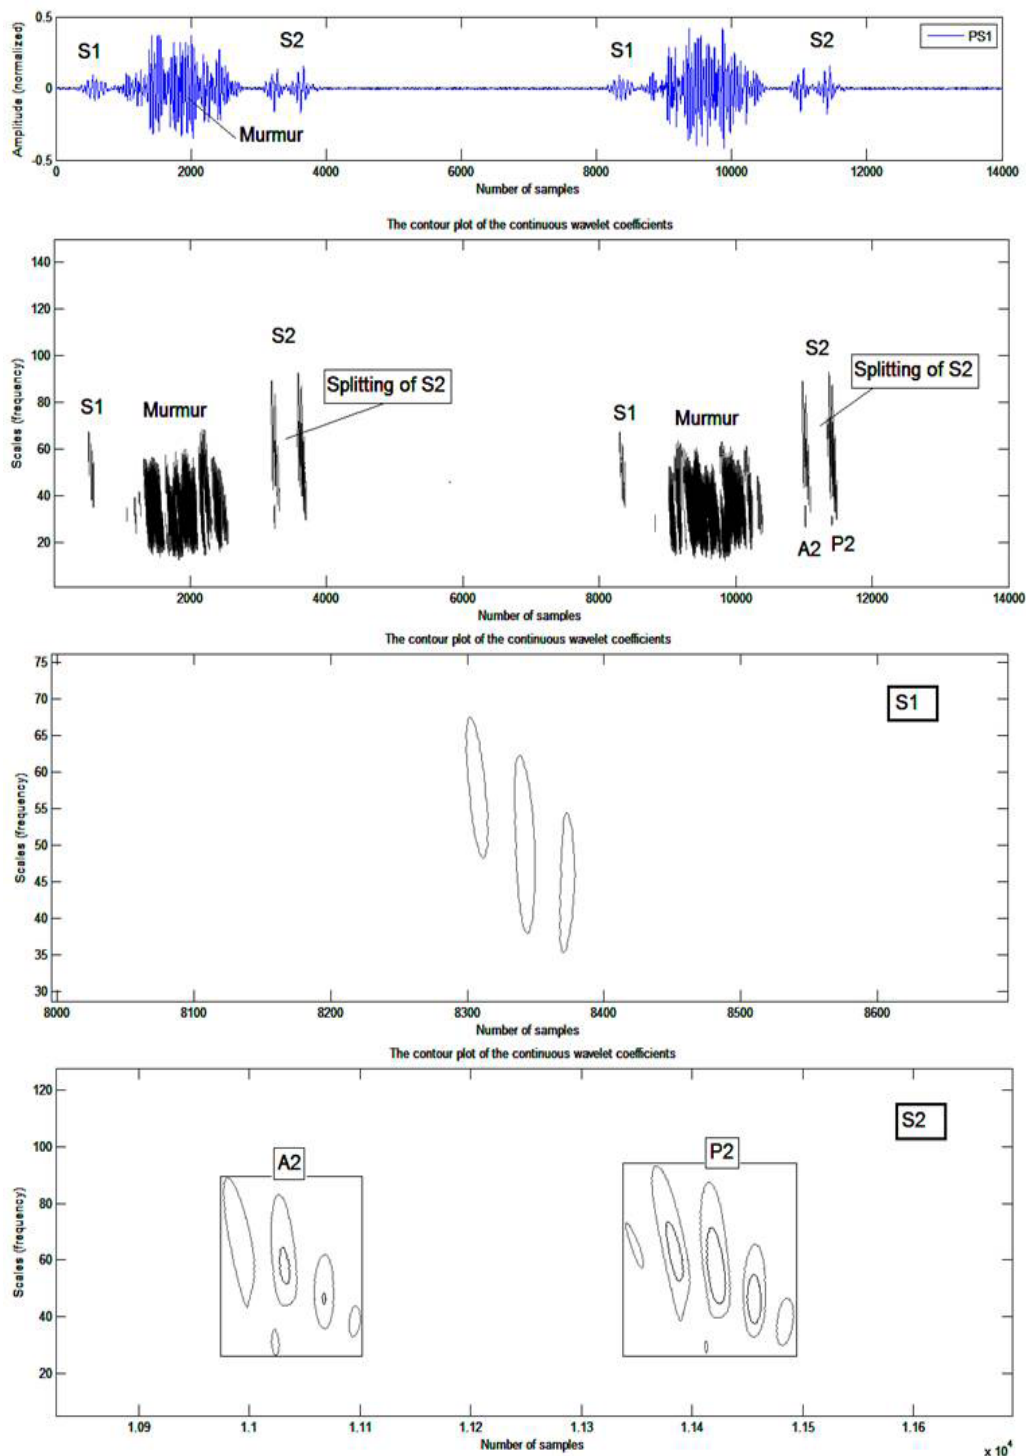 0.5
S1
S2
S1
S2
PS1
Amplitude (normalized)
0
Murmur
-0.5
0 2000 4000 6000 8000 10000 12000 14000
Number of samples
The contour plot of the continuous wavelet coefficients
140
120
100
80
60
40
20
Scales (frequency)
S1
Murmur
S2
Splitting of S2
S1
Murmur
S2
Splitting of S2
A2
P2
2000 4000 6000 8000 10000 12000 14000
Number of samples
The contour plot of the continuous wavelet coefficients
75
70
65
60
55
50
45
40
35
30
Scales (frequency)
S1
8000 8100 8200 8300 8400 8500 8600
Number of samples
The contour plot of the continuous wavelet coefficients
120
100
80
60
40
20
Scales (frequency)
A2
P2
S2
1.09 1.1 1.11 1.12 1.13 1.14 1.15 1.16
x 10⁴
Number of samples